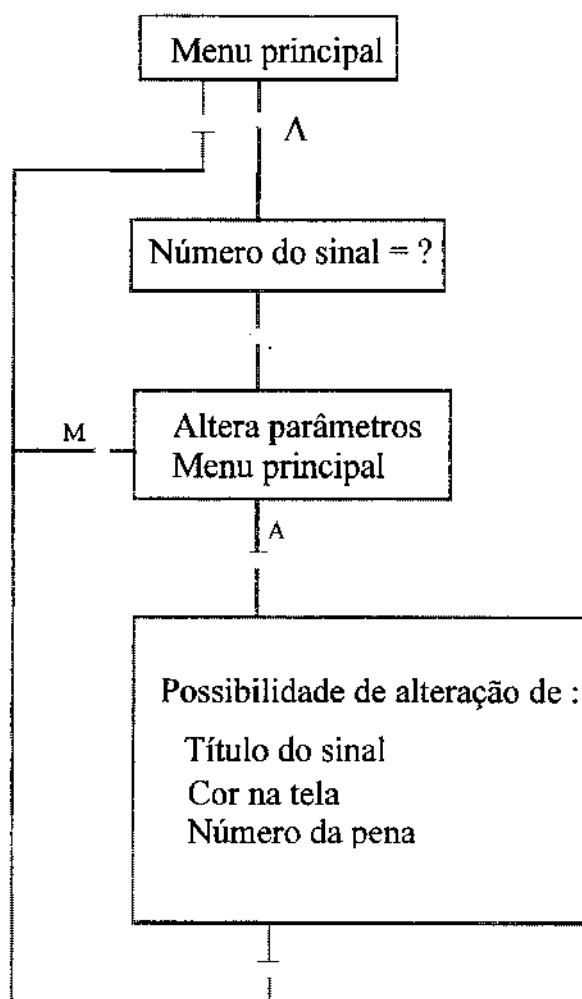 Menu principal
Λ
Número do sinal = ?
Altera parâmetros
Menu principal
M
A
Possibilidade de alteração de :
Título do sinal
Cor na tela
Número da pena